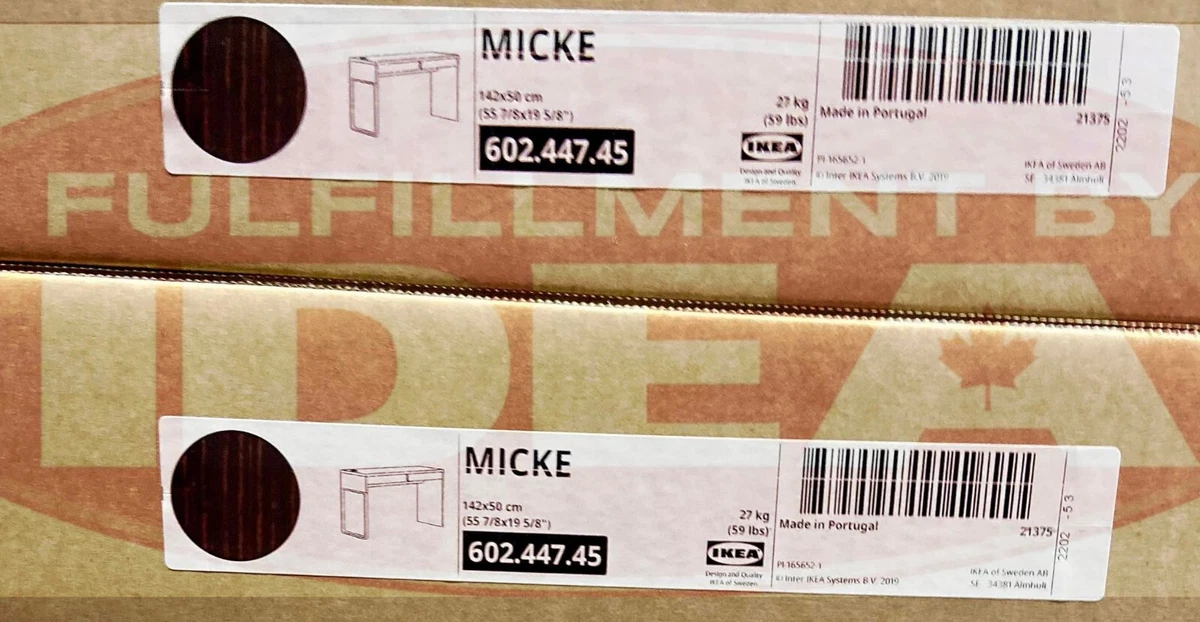 MICKE
142x50 cm
(55 7/8x19 5/8")
602.447.45
27 kg
(59 lbs)
IKEA
Design and Quality
IKEA of Sweden
Made in Portugal
21375
PI-165652-1
© Inter IKEA Systems B.V. 2019
IKEA of Sweden AB
SE - 34381 Älmhult
2202 -53
FULFILLMENT BY
IDEA
MICKE
142x50 cm
(55 7/8x19 5/8")
602.447.45
27 kg
(59 lbs)
IKEA
Design and Quality
IKEA of Sweden
Made in Portugal
21375
PI-165652-1
© Inter IKEA Systems B.V. 2019
IKEA of Sweden AB
SE - 34381 Älmhult
2202 -53